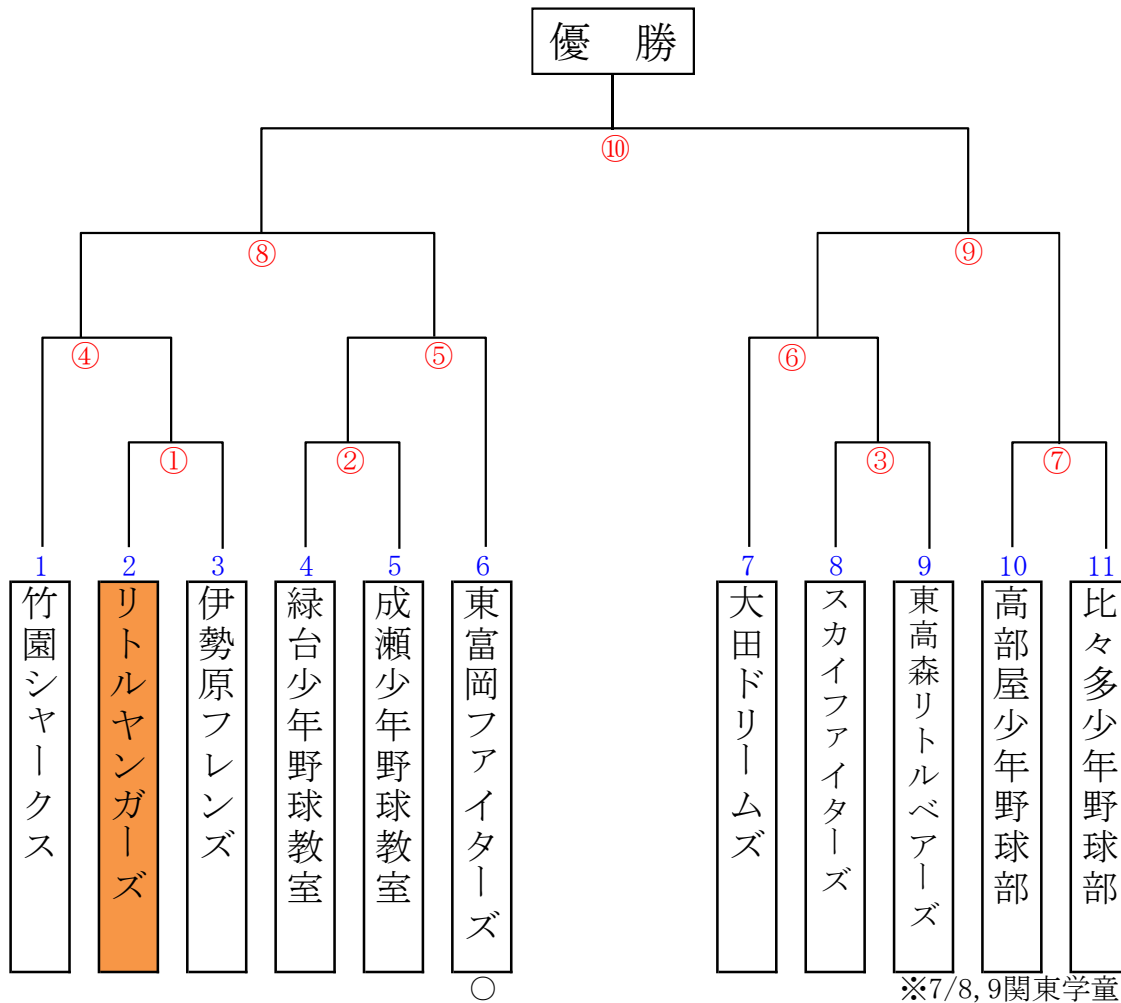 優 勝
⑩
⑧
⑨
④
⑤
⑥
①
②
③
⑦
1
2
3
4
5
6
7
8
9
10
11
竹園シャークス
リトルヤンガーズ
伊勢原フレンズ
緑台少年野球教室
成瀬少年野球教室
東富岡ファイターズ
大田ドリームズ
スカイファイターズ
東高森リトルベアーズ
高部屋少年野球部
比々多少年野球部
○
※7/8,9関東学童